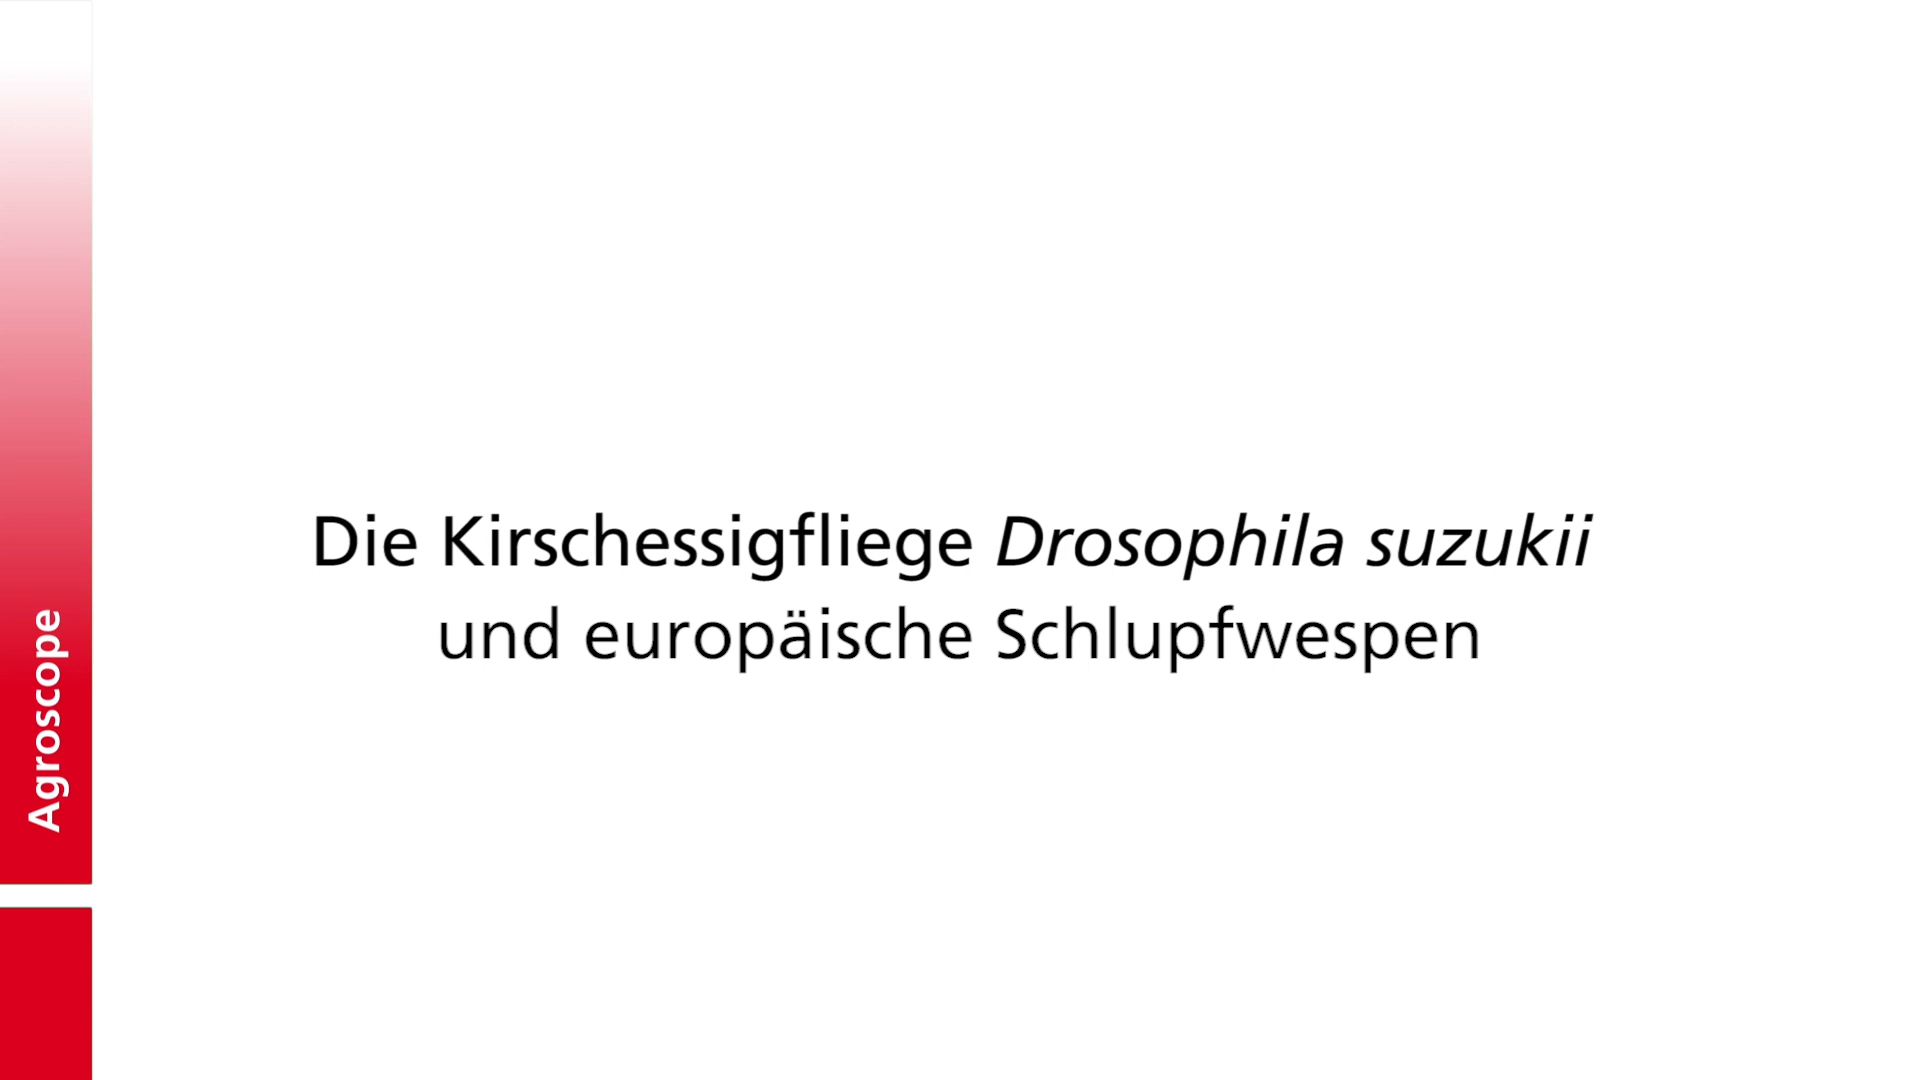 Die Kirschessigfliege Drosophila suzukii
und europäische Schlupfwespen
Agroscope